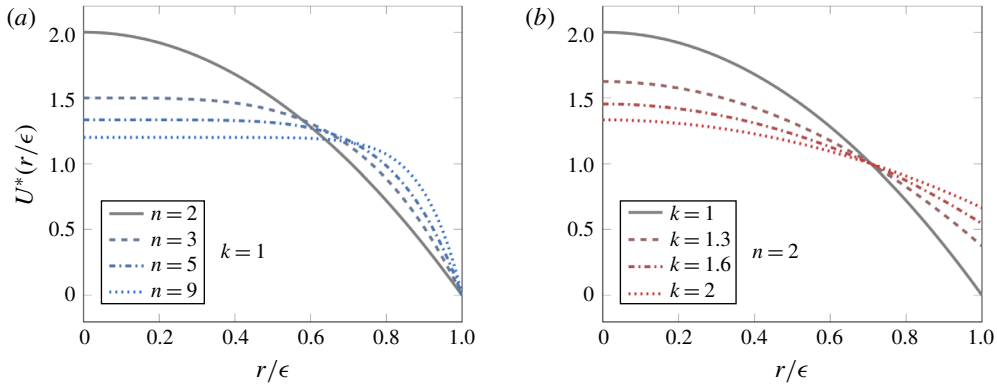 (a)
2.0
1.5
1.0
0.5
0
U*(r/ϵ)
n = 2
n = 3
n = 5
n = 9
k = 1
0 0.2 0.4 0.6 0.8 1.0
r/ϵ
(b)
2.0
1.5
1.0
0.5
0
k = 1
k = 1.3
k = 1.6
k = 2
n = 2
0 0.2 0.4 0.6 0.8 1.0
r/ϵ